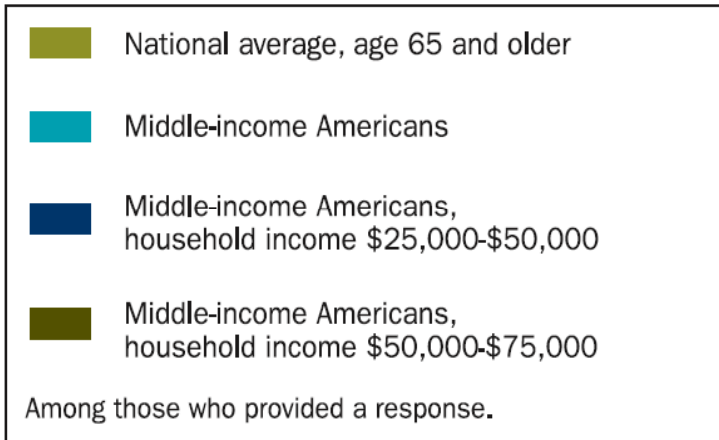 National average, age 65 and older
Middle-income Americans
Middle-income Americans,
household income $25,000-$50,000
Middle-income Americans,
household income $50,000-$75,000
Among those who provided a response.